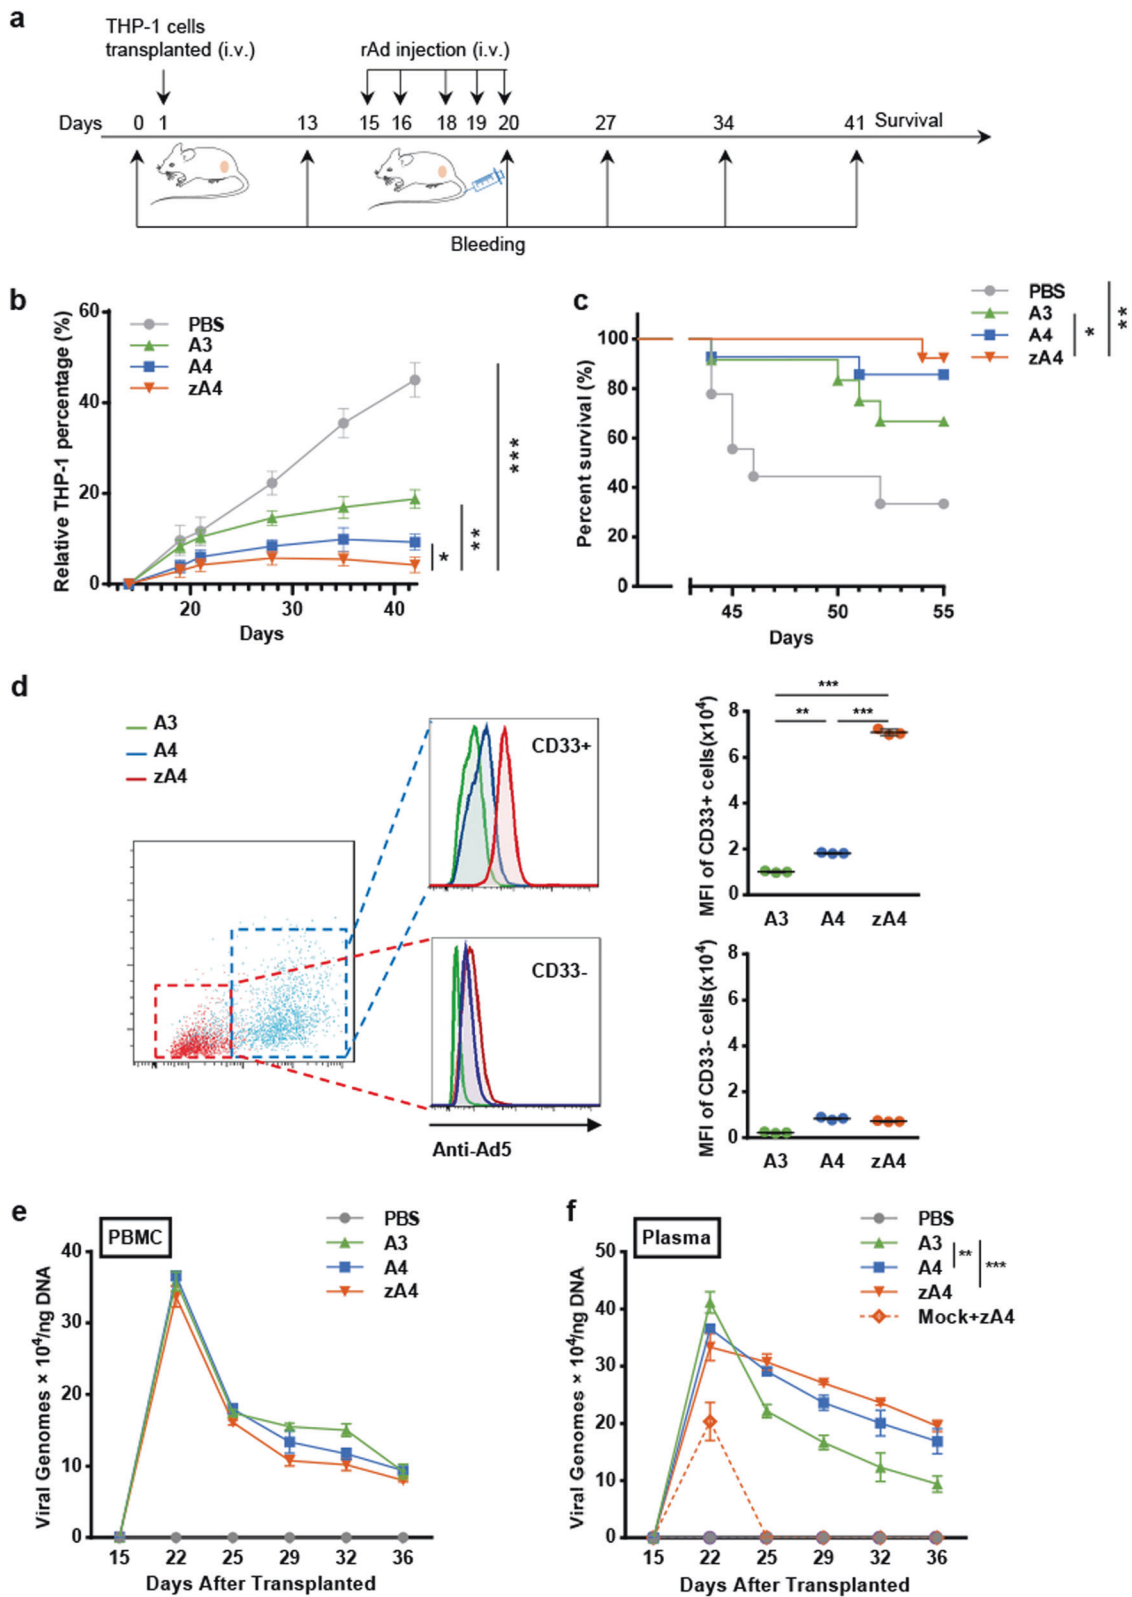 a
THP-1 cells
transplanted (i.v.)
rAd injection (i.v.)
Days 0 1 13 15 16 18 19 20 27 34 41 Survival
Bleeding
b
Relative THP-1 percentage (%)
60
40
20
0
20 30 40
Days
PBS
A3
A4
zA4
*
**
***
c
Percent survival (%)
100
80
60
40
20
0
45 50 55
Days
PBS
A3
A4
zA4
*
**
d
A3
A4
zA4
CD33+
CD33-
Anti-Ad5
MFI of CD33+ cells(x10⁴)
8
6
4
2
0
***
** ***
A3 A4 zA4
MFI of CD33- cells(x10⁴)
8
6
4
2
0
A3 A4 zA4
e
PBMC
PBS
A3
A4
zA4
Viral Genomes × 10⁴/ng DNA
40
30
20
10
0
15 22 25 29 32 36
Days After Transplanted
f
Plasma
PBS
A3
A4
zA4
Mock+zA4
**
***
Viral Genomes × 10⁴/ng DNA
50
40
30
20
10
0
15 22 25 29 32 36
Days After Transplanted